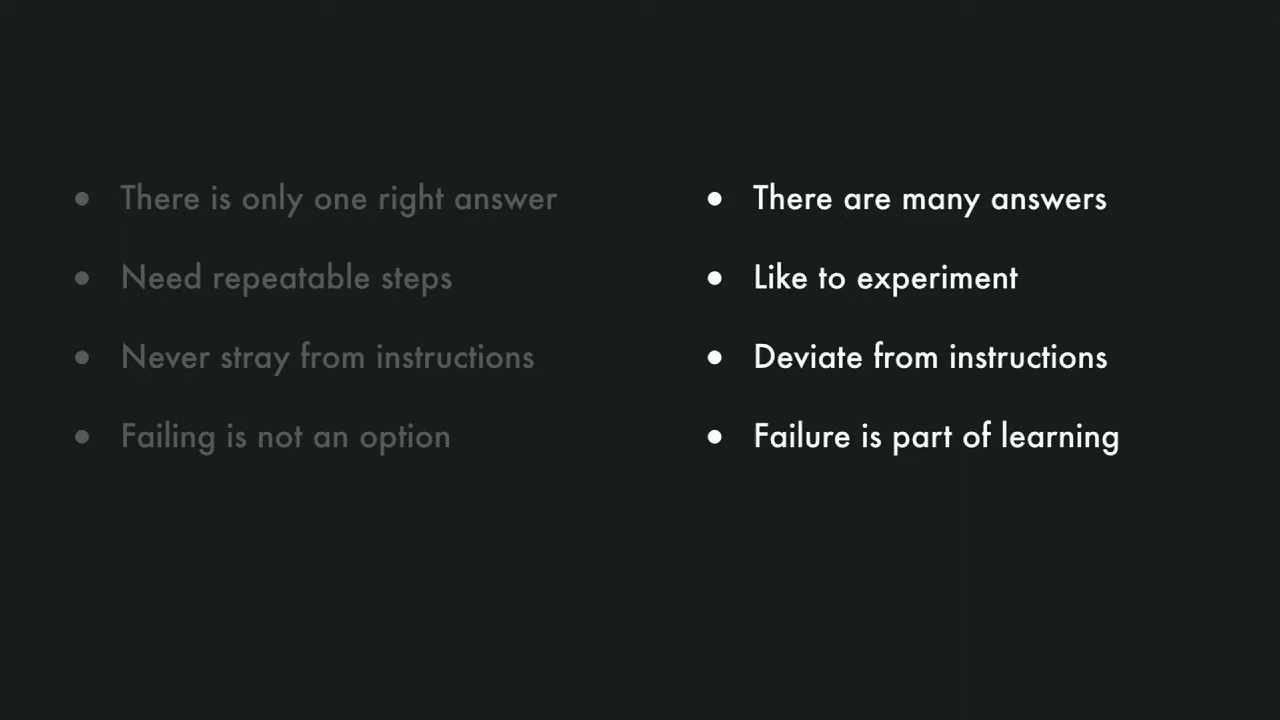 • There is only one right answer
• Need repeatable steps
• Never stray from instructions
• Failing is not an option
• There are many answers
• Like to experiment
• Deviate from instructions
• Failure is part of learning